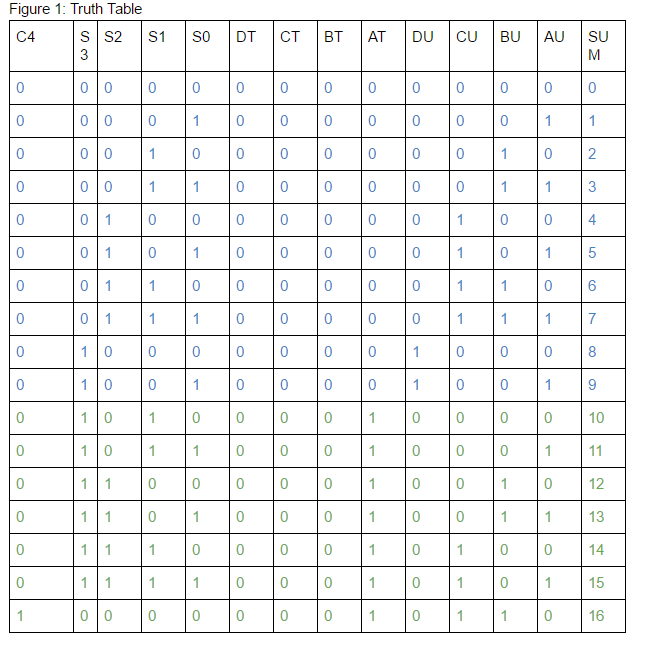 Figure 1: Truth Table
C4 S3 S2 S1 S0 DT CT BT AT DU CU BU AU SUM
0 0 0 0 0 0 0 0 0 0 0 0 0 0
0 0 0 0 1 0 0 0 0 0 0 0 1 1
0 0 0 1 0 0 0 0 0 0 0 1 0 2
0 0 0 1 1 0 0 0 0 0 0 1 1 3
0 0 1 0 0 0 0 0 0 0 1 0 0 4
0 0 1 0 1 0 0 0 0 0 1 0 1 5
0 0 1 1 0 0 0 0 0 0 1 1 0 6
0 0 1 1 1 0 0 0 0 0 1 1 1 7
0 1 0 0 0 0 0 0 0 1 0 0 0 8
0 1 0 0 1 0 0 0 0 1 0 0 1 9
0 1 0 1 0 0 0 0 1 0 0 0 0 10
0 1 0 1 1 0 0 0 1 0 0 0 1 11
0 1 1 0 0 0 0 0 1 0 0 1 0 12
0 1 1 0 1 0 0 0 1 0 0 1 1 13
0 1 1 1 0 0 0 0 1 0 1 0 0 14
0 1 1 1 1 0 0 0 1 0 1 0 1 15
1 0 0 0 0 0 0 0 1 0 1 1 0 16